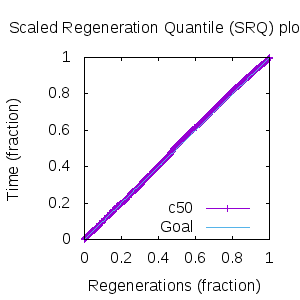 Scaled Regeneration Quantile (SRQ) plo
1
0.8
0.6
0.4
0.2
0
Time (fraction)
c50
Goal
0 0.2 0.4 0.6 0.8 1
Regenerations (fraction)